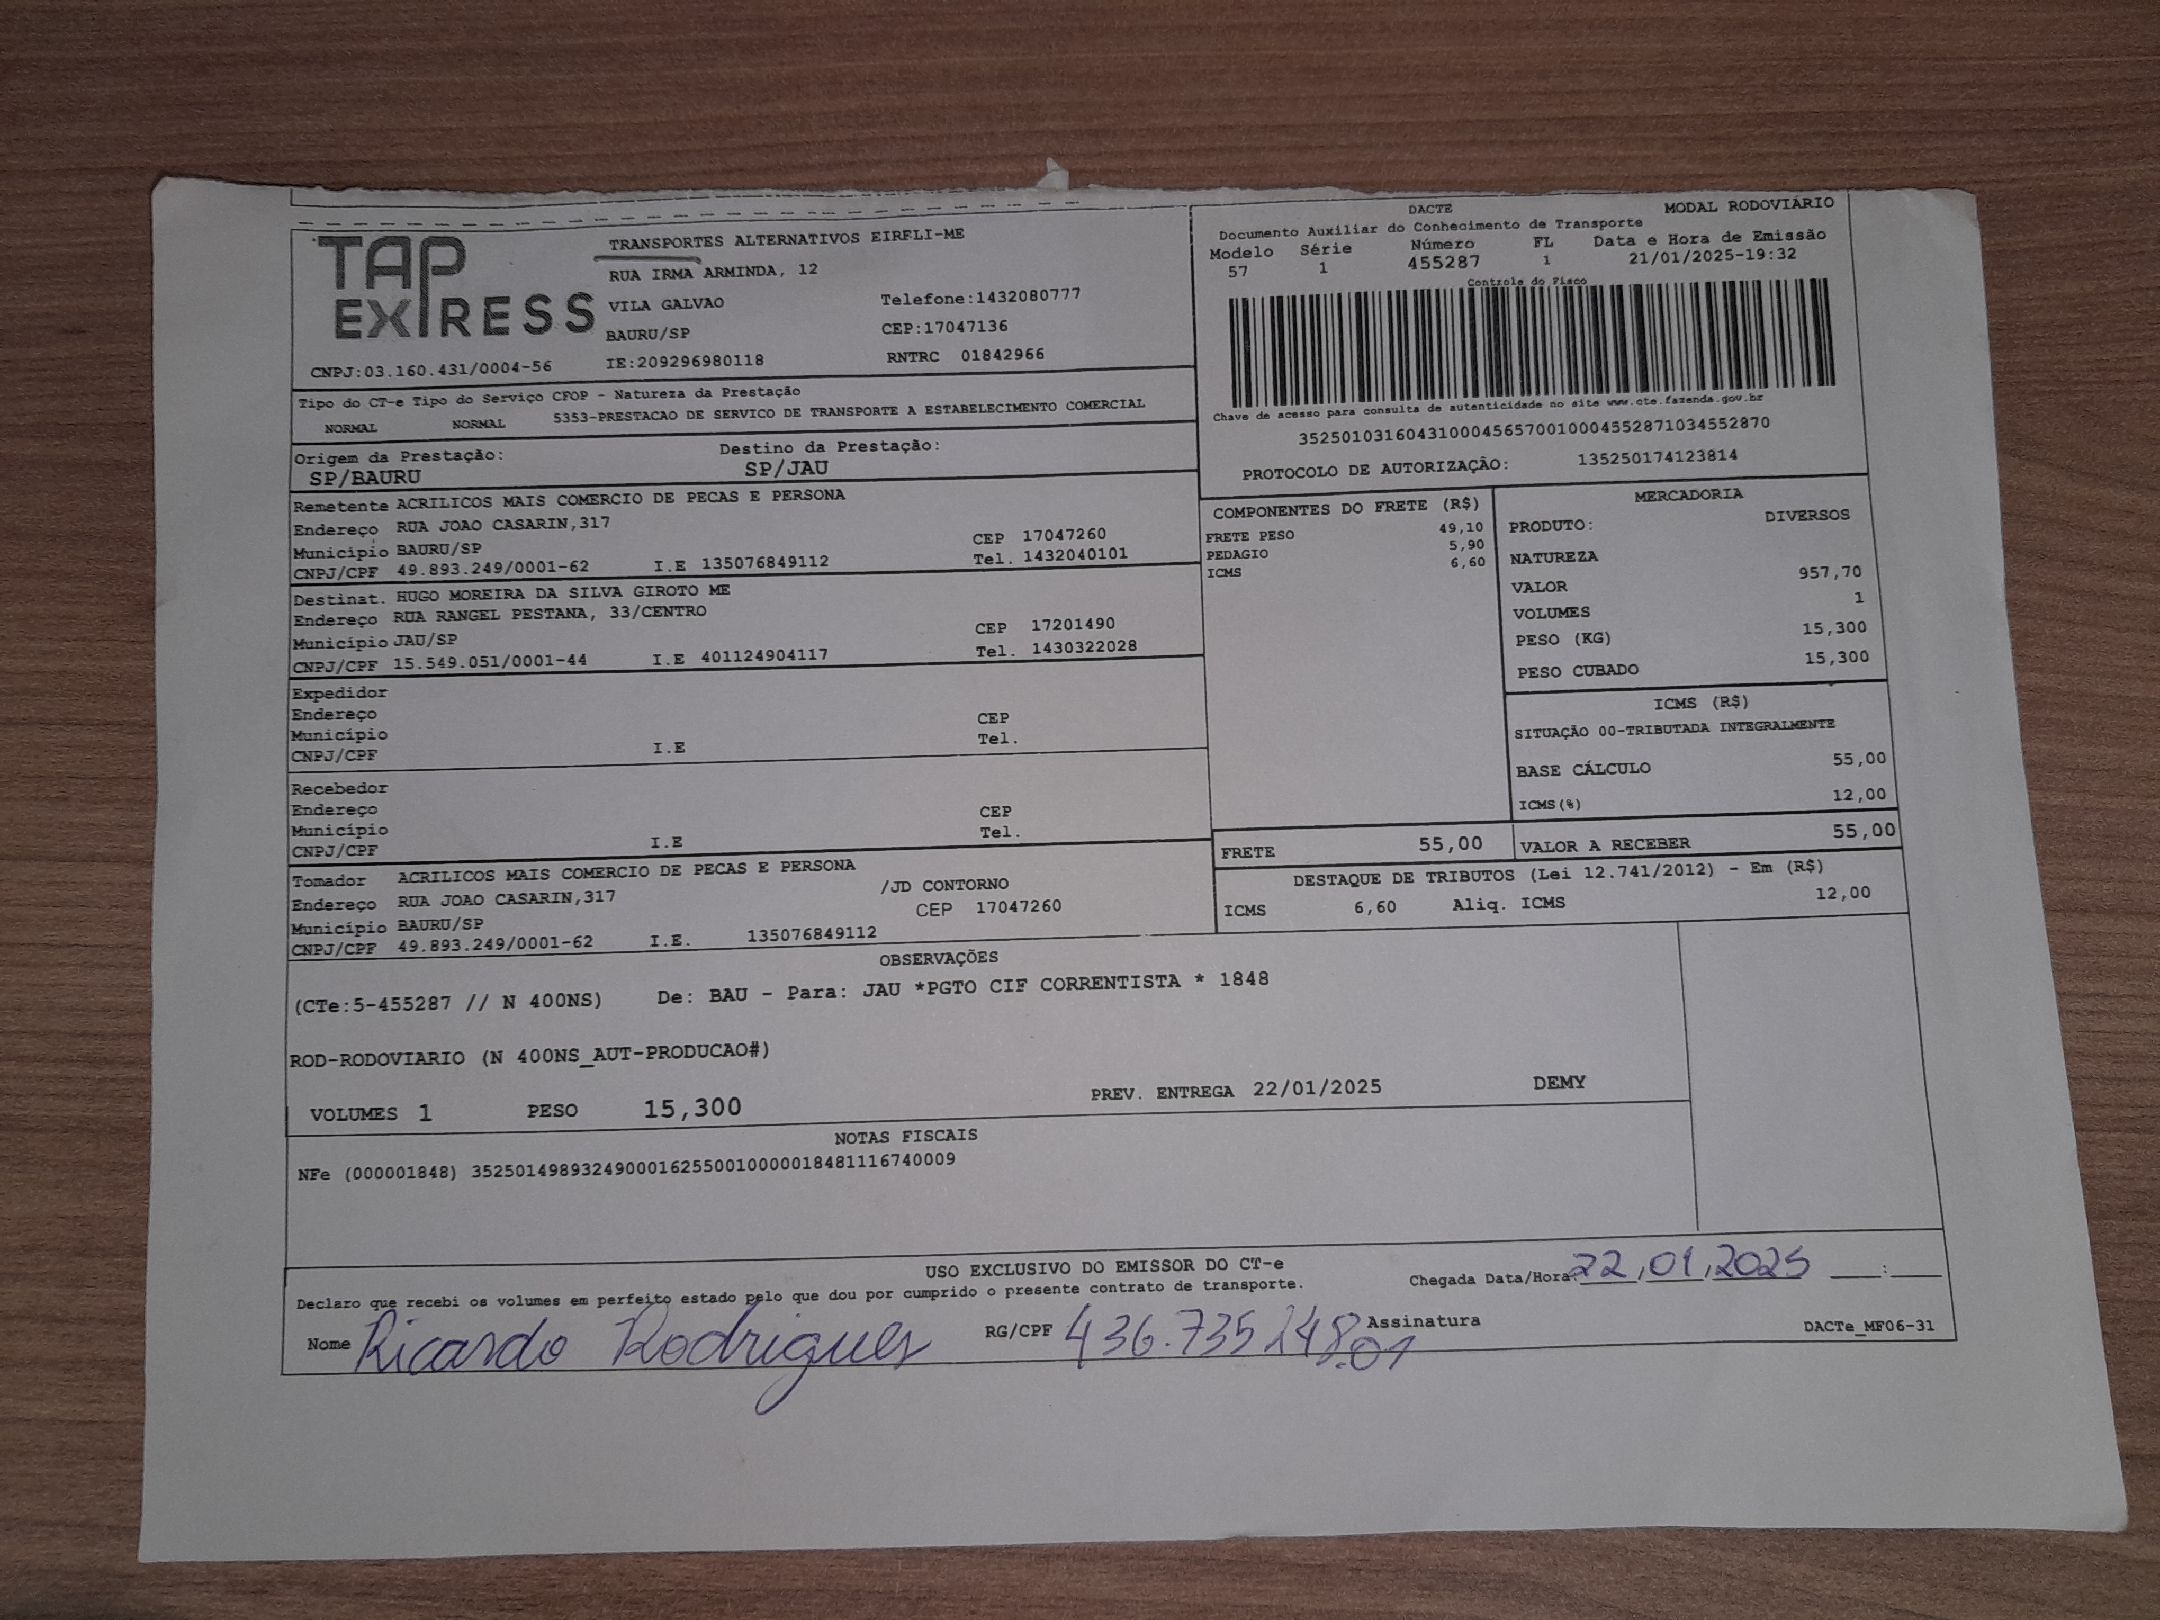 TAP
EXPRESS
TRANSPORTES ALTERNATIVOS EIRELI-ME
RUA IRMA ARMINDA, 12
VILA GALVAO Telefone:1432080777
BAURU/SP CEP:17047136
CNPJ:03.160.431/0004-56 IE:209296980118 RNTRC 01842966
DACTE MODAL RODOVIÁRIO
Documento Auxiliar do Conhecimento de Transporte
Modelo Série Número FL Data e Hora de Emissão
57 1 455287 1 21/01/2025-19:32
Controle do Fisco
Chave de acesso para consulta de autenticidade no site www.cte.fazenda.gov.br
35250103160431000456570010004552871034552870
PROTOCOLO DE AUTORIZAÇÃO: 135250174123814
Tipo do CT-e Tipo do Serviço CFOP - Natureza da Prestação
NORMAL NORMAL 5353-PRESTACAO DE SERVICO DE TRANSPORTE A ESTABELECIMENTO COMERCIAL
Origem da Prestação: Destino da Prestação:
SP/BAURU SP/JAU
Remetente ACRILICOS MAIS COMERCIO DE PECAS E PERSONA
Endereço RUA JOAO CASARIN,317
Município BAURU/SP CEP 17047260
CNPJ/CPF 49.893.249/0001-62 I.E 135076849112 Tel. 1432040101
Destinat. HUGO MOREIRA DA SILVA GIROTO ME
Endereço RUA RANGEL PESTANA, 33/CENTRO
Município JAU/SP CEP 17201490
CNPJ/CPF 15.549.051/0001-44 I.E 401124904117 Tel. 1430322028
Expedidor
Endereço
Município CEP
CNPJ/CPF I.E Tel.
Recebedor
Endereço
Município CEP
CNPJ/CPF I.E Tel.
Tomador ACRILICOS MAIS COMERCIO DE PECAS E PERSONA
Endereço RUA JOAO CASARIN,317 /JD CONTORNO
Município BAURU/SP CEP 17047260
CNPJ/CPF 49.893.249/0001-62 I.E. 135076849112
COMPONENTES DO FRETE (R$)
FRETE PESO 49,10
PEDAGIO 5,90
ICMS 6,60
MERCADORIA
PRODUTO: DIVERSOS
NATUREZA
VALOR 957,70
VOLUMES 1
PESO (KG) 15,300
PESO CUBADO 15,300
ICMS (R$)
SITUAÇÃO 00-TRIBUTADA INTEGRALMENTE
BASE CÁLCULO 55,00
ICMS(%) 12,00
FRETE 55,00 VALOR A RECEBER 55,00
DESTAQUE DE TRIBUTOS (Lei 12.741/2012) - Em (R$)
ICMS 6,60 Aliq. ICMS 12,00
OBSERVAÇÕES
(CTe:5-455287 // N 400NS) De: BAU - Para: JAU *PGTO CIF CORRENTISTA * 1848
ROD-RODOVIARIO (N 400NS_AUT-PRODUCAO#)
VOLUMES 1 PESO 15,300 PREV. ENTREGA 22/01/2025 DEMY
NOTAS FISCAIS
NFe (000001848) 35250149893249000162550010000018481116740009
USO EXCLUSIVO DO EMISSOR DO CT-e
Declaro que recebi os volumes em perfeito estado pelo que dou por cumprido o presente contrato de transporte. Chegada Data/Hora: 22,01,2025 ___:___
Nome Ricardo Rodrigues RG/CPF 436.735.148.01 Assinatura DACTe_MF06-31